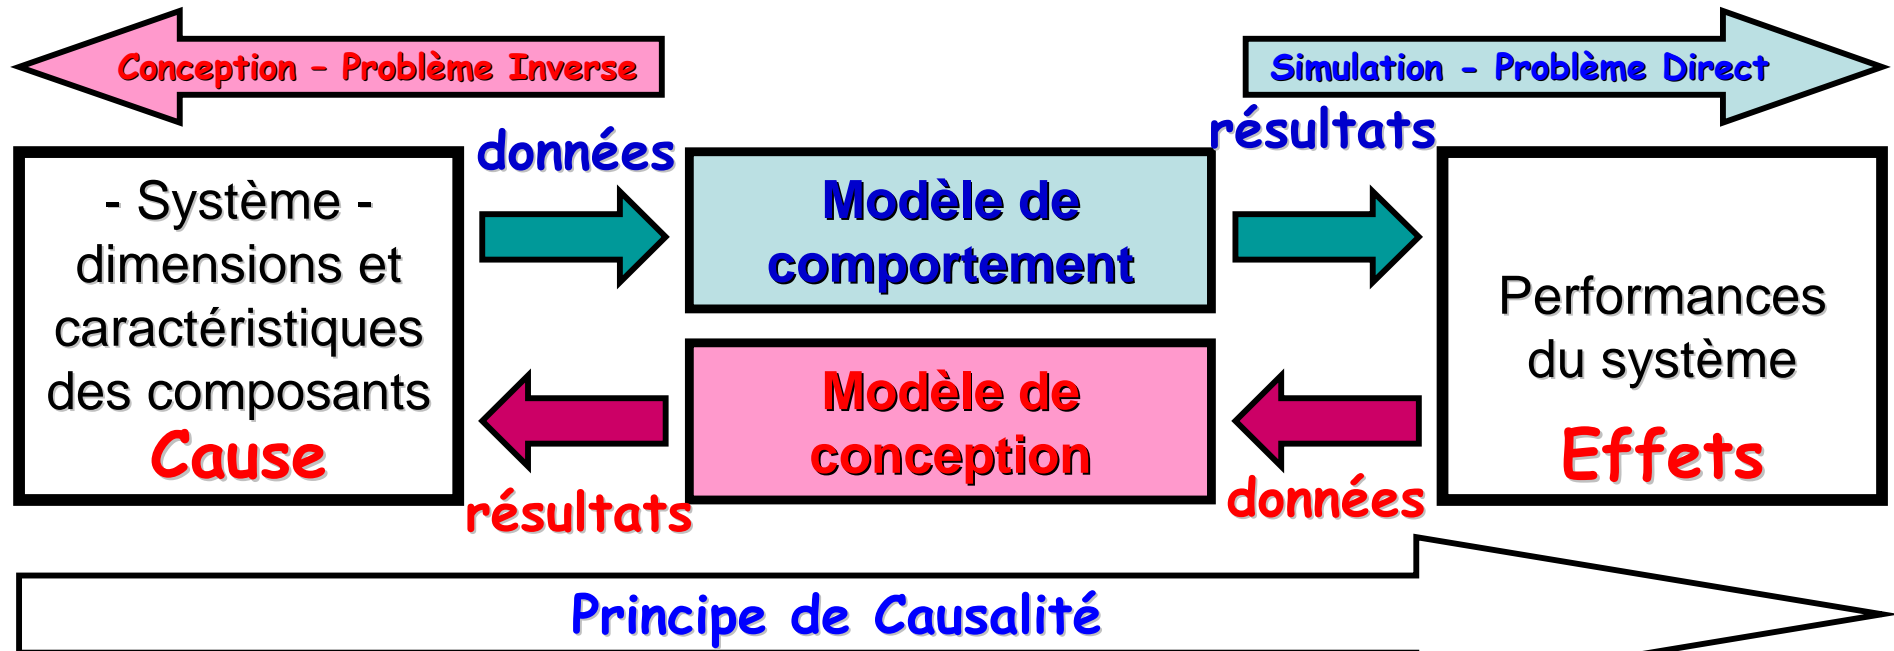 Conception – Problème Inverse
Simulation - Problème Direct
données
résultats
- Système -
dimensions et
caractéristiques
des composants
Cause
Modèle de
comportement
Modèle de
conception
Performances
du système
Effets
résultats
données
Principe de Causalité